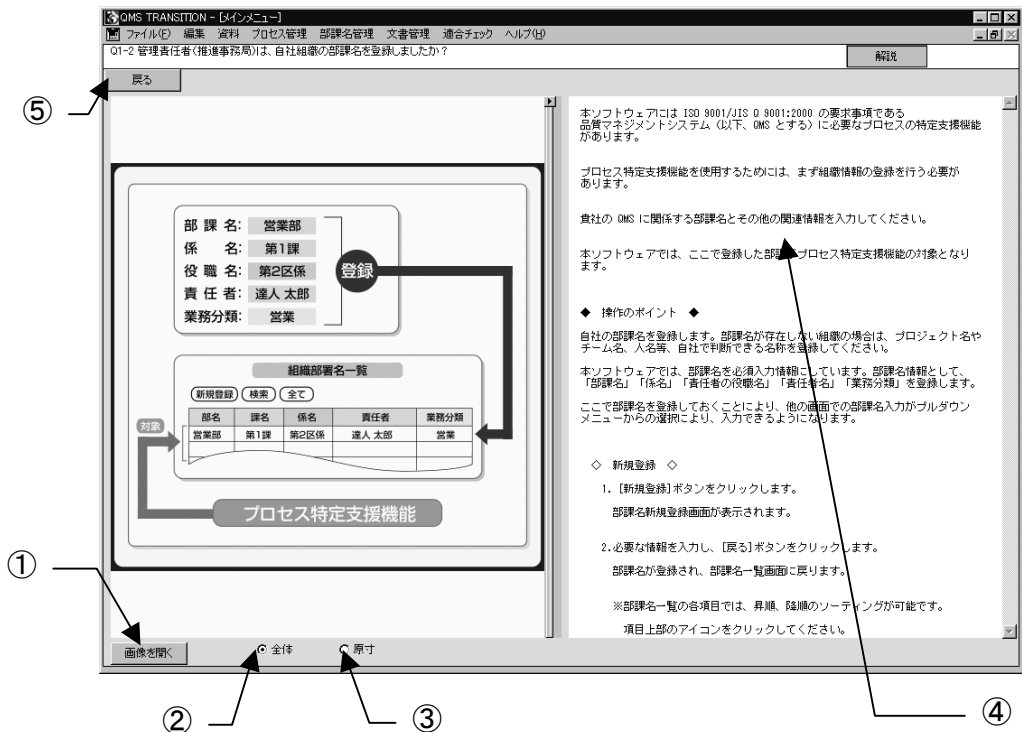 QMS TRANSITION - [メインメニュー]
ファイル(F) 編集 資料 プロセス管理 部課名管理 文書管理 適合チェック ヘルプ(H)
Q1-2 管理責任者(推進事務局)は、自社組織の部課名を登録しましたか？
解説
戻る
⑤
部 課 名: 営業部
係 名: 第1課
役 職 名: 第2区係
責 任 者: 達人 太郎
業務分類: 営業
登録
組織部署名一覧
新規登録 検索 全て
部名 課名 係名 責任者 業務分類
営業部 第1課 第2区係 達人 太郎 営業
対象
プロセス特定支援機能
本ソフトウェアには ISO 9001/JIS Q 9001:2000 の要求事項である
品質マネジメントシステム（以下、QMS とする）に必要なプロセスの特定支援機能
があります。
プロセス特定支援機能を使用するためには、まず組織情報の登録を行う必要が
あります。
貴社の QMS に関係する部課名とその他の関連情報を入力してください。
本ソフトウェアでは、ここで登録した部課がプロセス特定支援機能の対象となり
ます。
◆ 操作のポイント ◆
自社の部課名を登録します。部課名が存在しない組織の場合は、プロジェクト名や
チーム名、人名等、自社で判断できる名称を登録してください。
本ソフトウェアでは、部課名を必須入力情報にしています。部課名情報として、
「部課名」「係名」「責任者の役職名」「責任者名」「業務分類」を登録します。
ここで部課名を登録しておくことにより、他の画面での部課名入力がプルダウン
メニューからの選択により、入力できるようになります。
◇ 新規登録 ◇
1. [新規登録]ボタンをクリックします。
部課名新規登録画面が表示されます。
2.必要な情報を入力し、[戻る]ボタンをクリックします。
部課名が登録され、部課名一覧画面に戻ります。
※部課名一覧の各項目では、昇順、降順のソーティングが可能です。
項目上部のアイコンをクリックしてください。
①
画像を開く 全体 原寸
② ③ ④